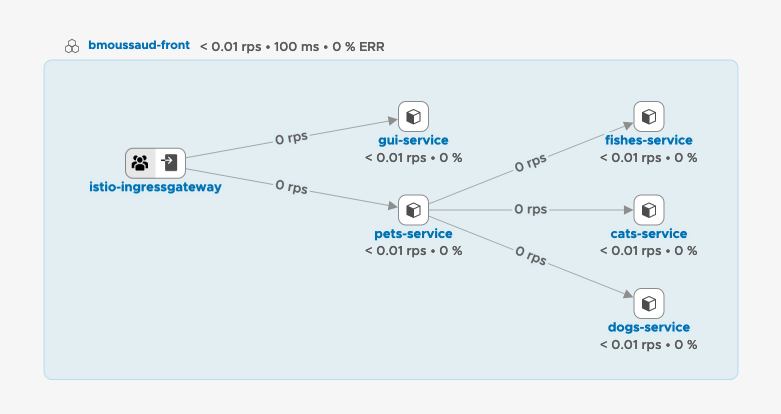 bmoussaud-front < 0.01 rps • 100 ms • 0 % ERR
0 rps
gui-service
< 0.01 rps • 0 %
istio-ingressgateway
0 rps
pets-service
< 0.01 rps • 0 %
0 rps
fishes-service
< 0.01 rps • 0 %
0 rps
cats-service
< 0.01 rps • 0 %
0 rps
dogs-service
< 0.01 rps • 0 %